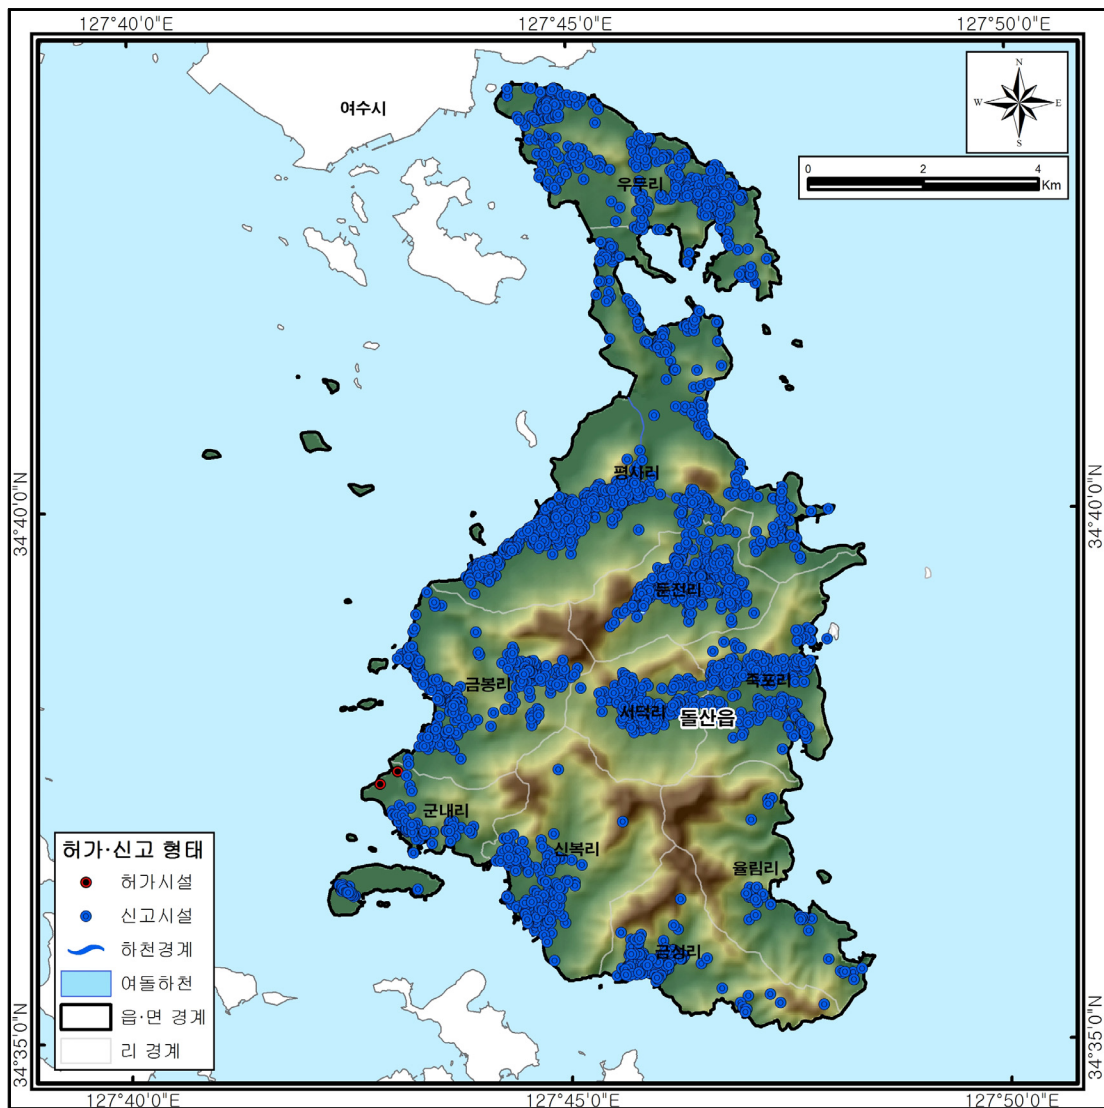 127°40'0"E 127°45'0"E 127°50'0"E
N
W E
S
0 2 4
Km
여수시
우두리
평사리
34°40'0"N 34°40'0"N
둔전리
죽포리
금봉리
서덕리
돌산읍
군내리
신복리
율림리
금성리
허가·신고 형태
허가시설
신고시설
하천경계
여돌하천
읍·면 경계
리 경계
34°35'0"N 34°35'0"N
127°40'0"E 127°45'0"E 127°50'0"E